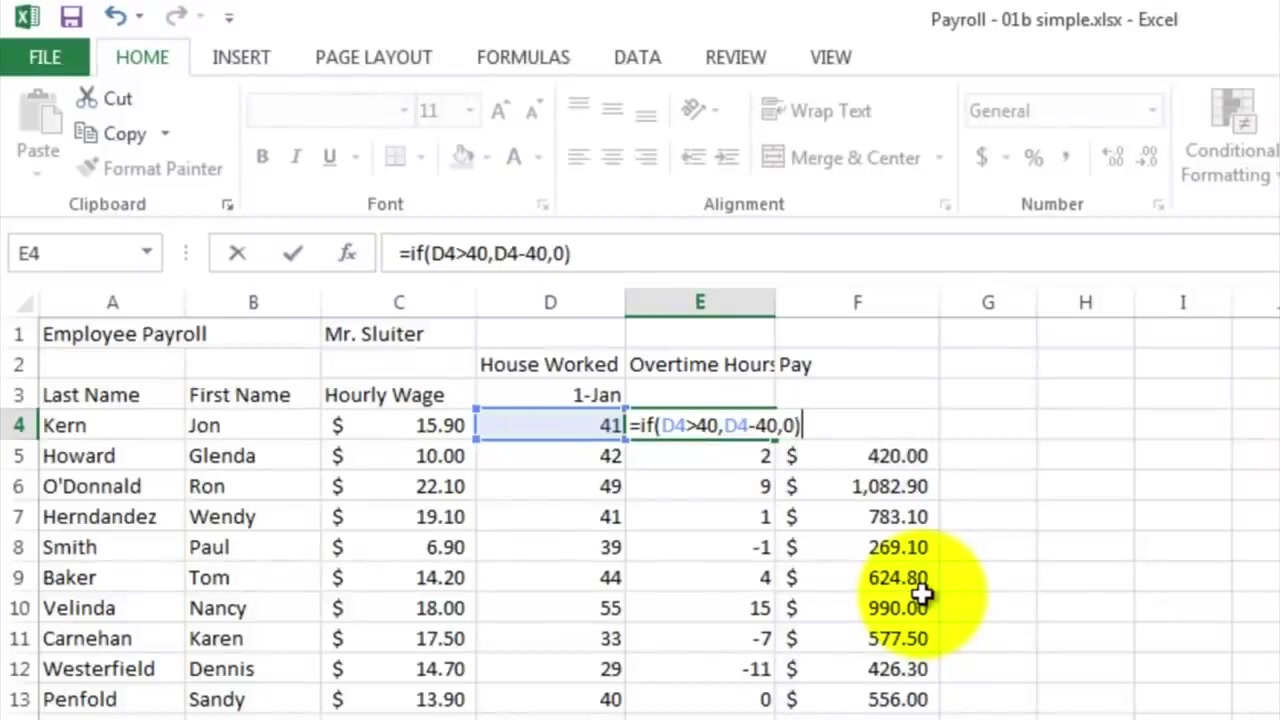 Payroll - 01b simple.xlsx - Excel
FILE HOME INSERT PAGE LAYOUT FORMULAS DATA REVIEW VIEW
Cut
Copy
Format Painter
Paste
Clipboard
11
B I U
Font
Wrap Text
Merge & Center
Alignment
General
$ % ,
Number
Conditional
Formatting
E4 fx =if(D4>40,D4-40,0)
A B C D E F G H I
1 Employee Payroll Mr. Sluiter
2 House Worked Overtime Hours Pay
3 Last Name First Name Hourly Wage 1-Jan
4 Kern Jon $ 15.90 41 =if(D4>40,D4-40,0)
5 Howard Glenda $ 10.00 42 2 $ 420.00
6 O'Donnald Ron $ 22.10 49 9 $ 1,082.90
7 Herndandez Wendy $ 19.10 41 1 $ 783.10
8 Smith Paul $ 6.90 39 -1 $ 269.10
9 Baker Tom $ 14.20 44 4 $ 624.80
10 Velinda Nancy $ 18.00 55 15 $ 990.00
11 Carnehan Karen $ 17.50 33 -7 $ 577.50
12 Westerfield Dennis $ 14.70 29 -11 $ 426.30
13 Penfold Sandy $ 13.90 40 0 $ 556.00